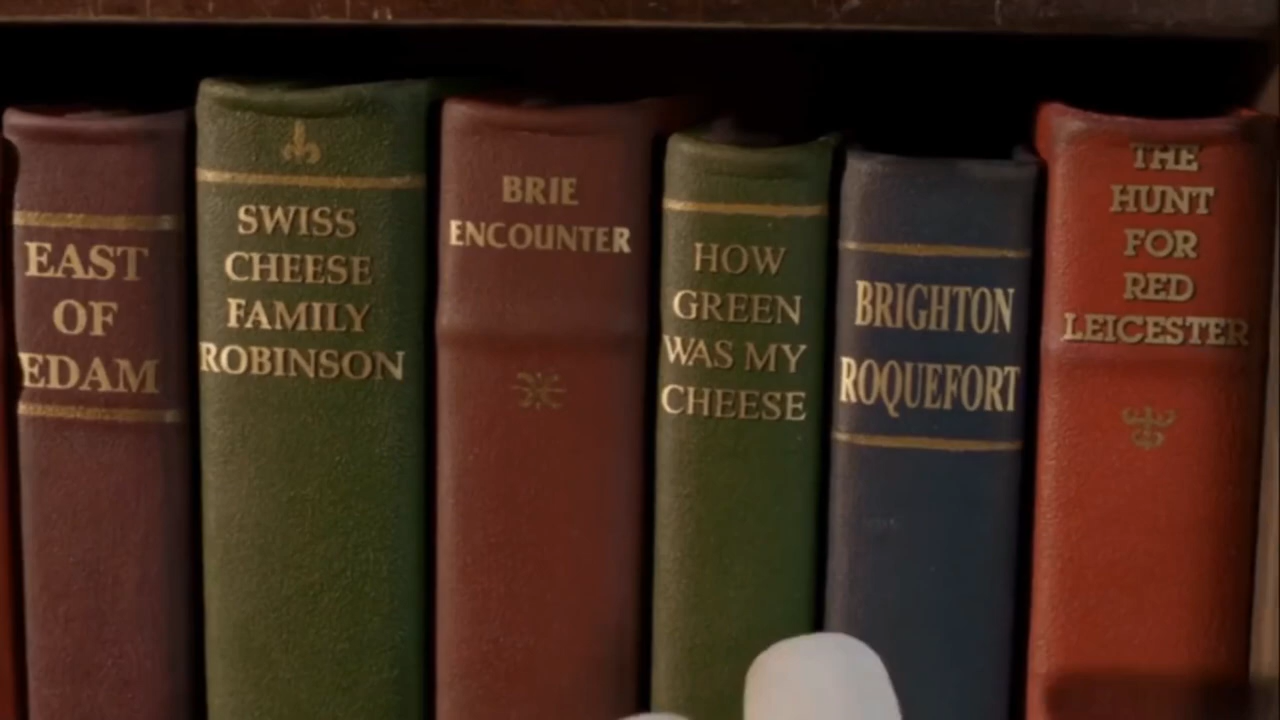 EAST
OF
EDAM
SWISS
CHEESE
FAMILY
ROBINSON
BRIE
ENCOUNTER
HOW
GREEN
WAS MY
CHEESE
BRIGHTON
ROQUEFORT
THE
HUNT
FOR
RED
LEICESTER